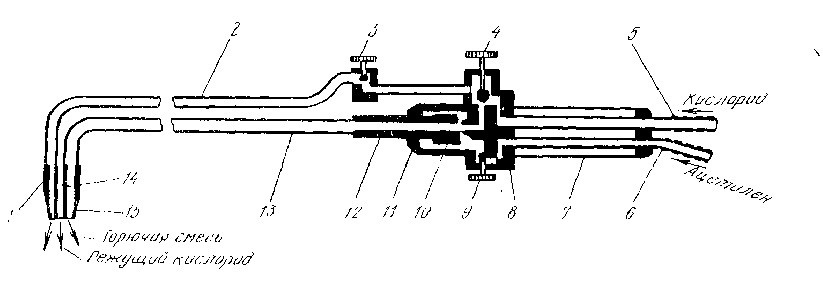 2 3 4 5
Кислород
Ацетилен
14
15
1 13 12 11 10 9 8 7 6
Горючая смесь
Режущий кислород